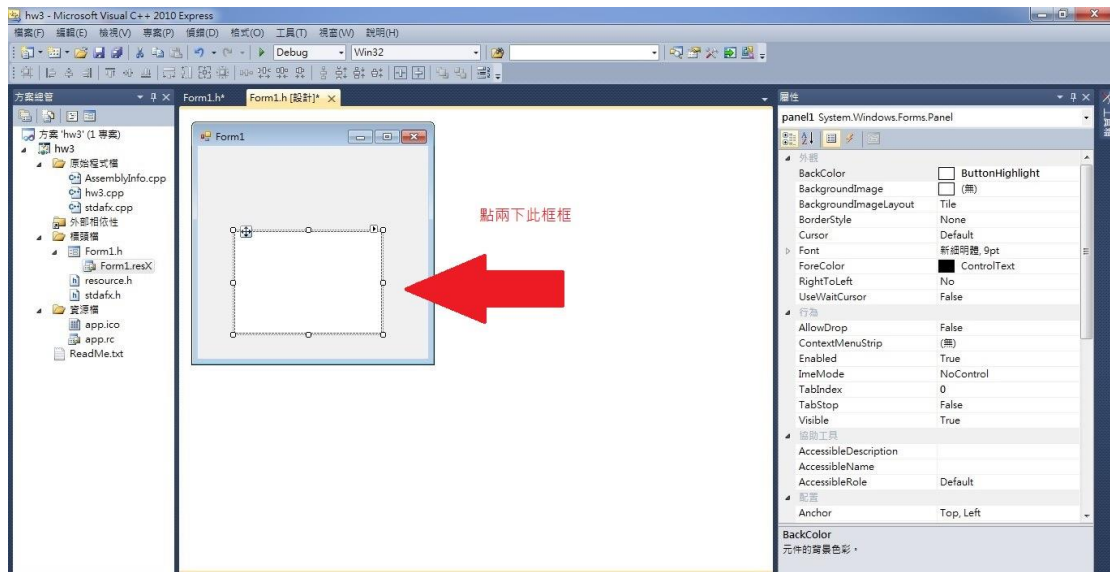 hw3 - Microsoft Visual C++ 2010 Express
檔案(F) 編輯(E) 檢視(V) 專案(P) 偵錯(D) 格式(O) 工具(T) 視窗(W) 說明(H)
Debug Win32
方案總管
Form1.h* Form1.h [設計]*
屬性
方案 'hw3' (1 專案)
hw3
原始程式檔
AssemblyInfo.cpp
hw3.cpp
stdafx.cpp
外部相依性
標頭檔
Form1.h
Form1.resX
resource.h
stdafx.h
資源檔
app.ico
app.rc
ReadMe.txt
Form1
點兩下此框框
panel1 System.Windows.Forms.Panel
外觀
BackColor ButtonHighlight
BackgroundImage (無)
BackgroundImageLayout Tile
BorderStyle None
Cursor Default
Font 新細明體, 9pt
ForeColor ControlText
RightToLeft No
UseWaitCursor False
行為
AllowDrop False
ContextMenuStrip (無)
Enabled True
ImeMode NoControl
TabIndex 0
TabStop False
Visible True
協助工具
AccessibleDescription
AccessibleName
AccessibleRole Default
配置
Anchor Top, Left
BackColor
元件的背景色彩。
工具箱